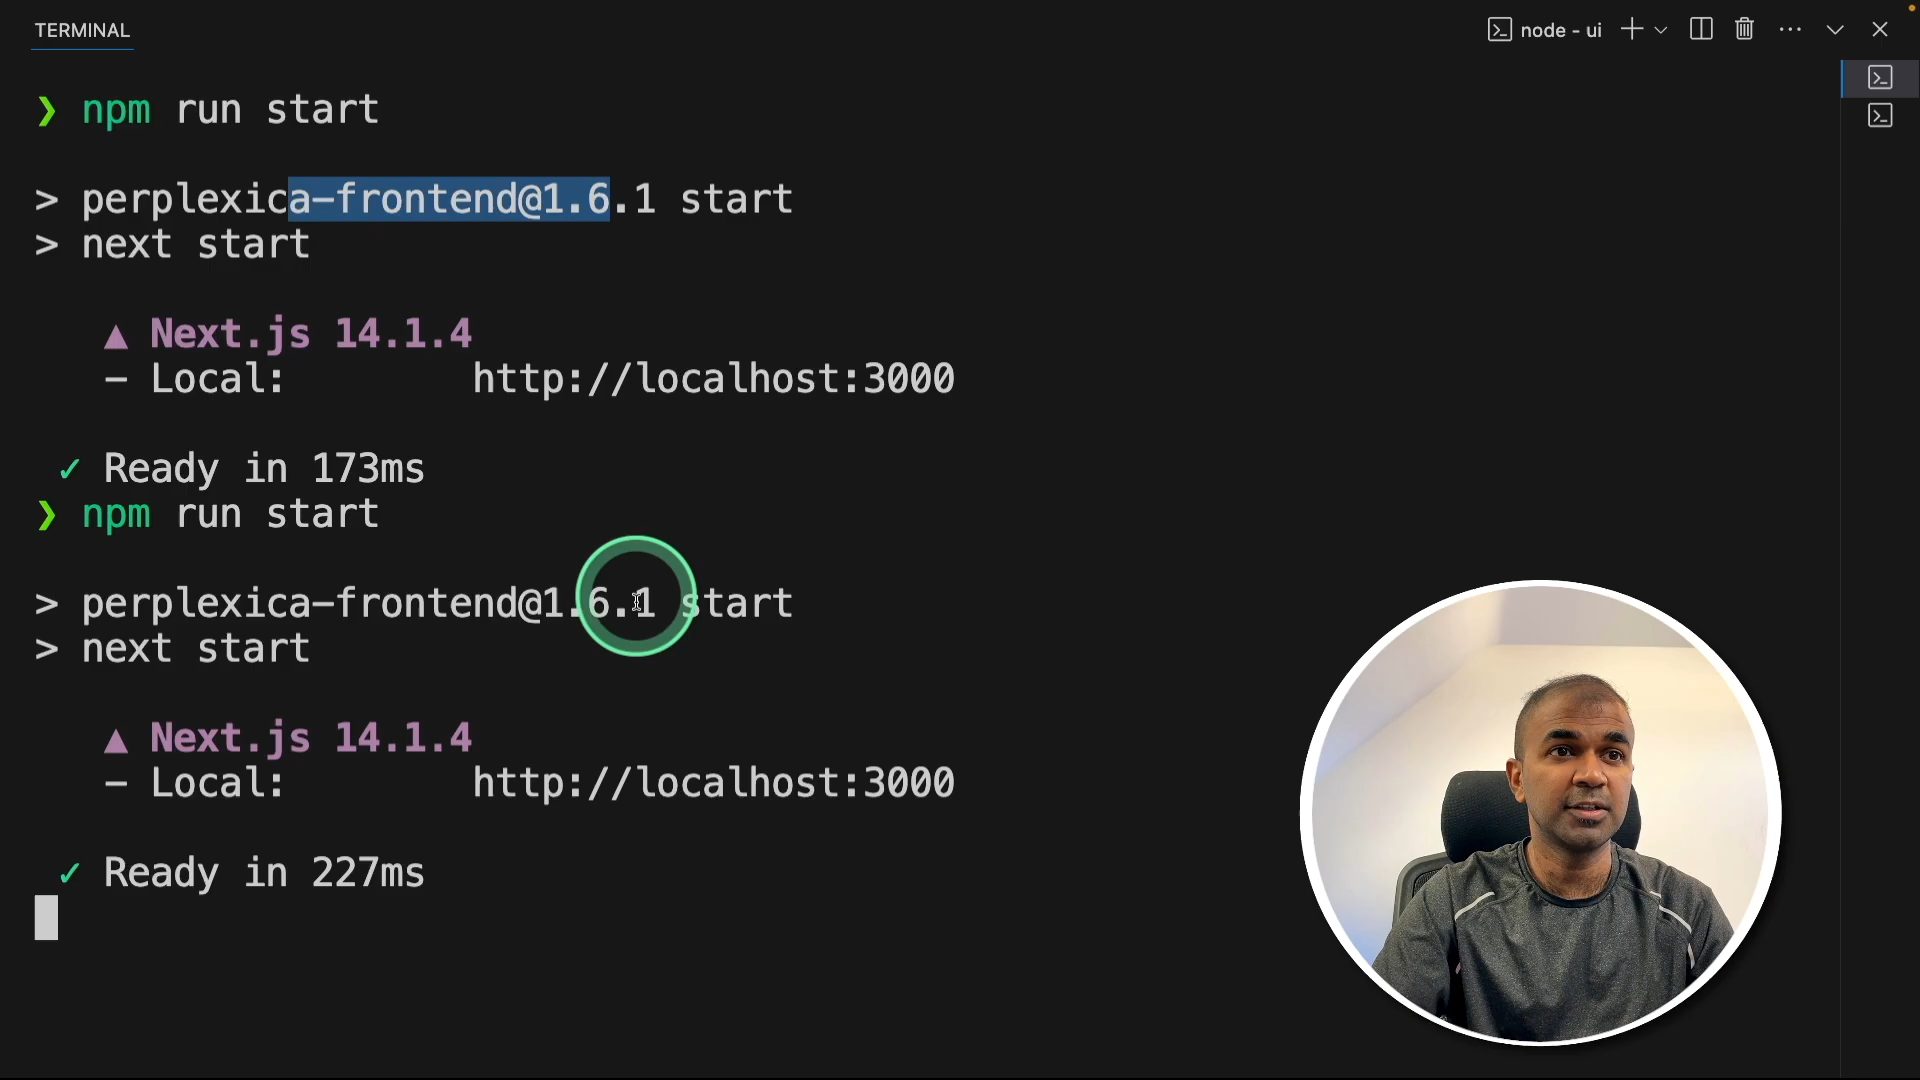 TERMINAL
node - ui
❯ npm run start
> perplexica-frontend@1.6.1 start
> next start
▲ Next.js 14.1.4
- Local: http://localhost:3000
✓ Ready in 173ms
❯ npm run start
> perplexica-frontend@1.6.1 start
> next start
▲ Next.js 14.1.4
- Local: http://localhost:3000
✓ Ready in 227ms